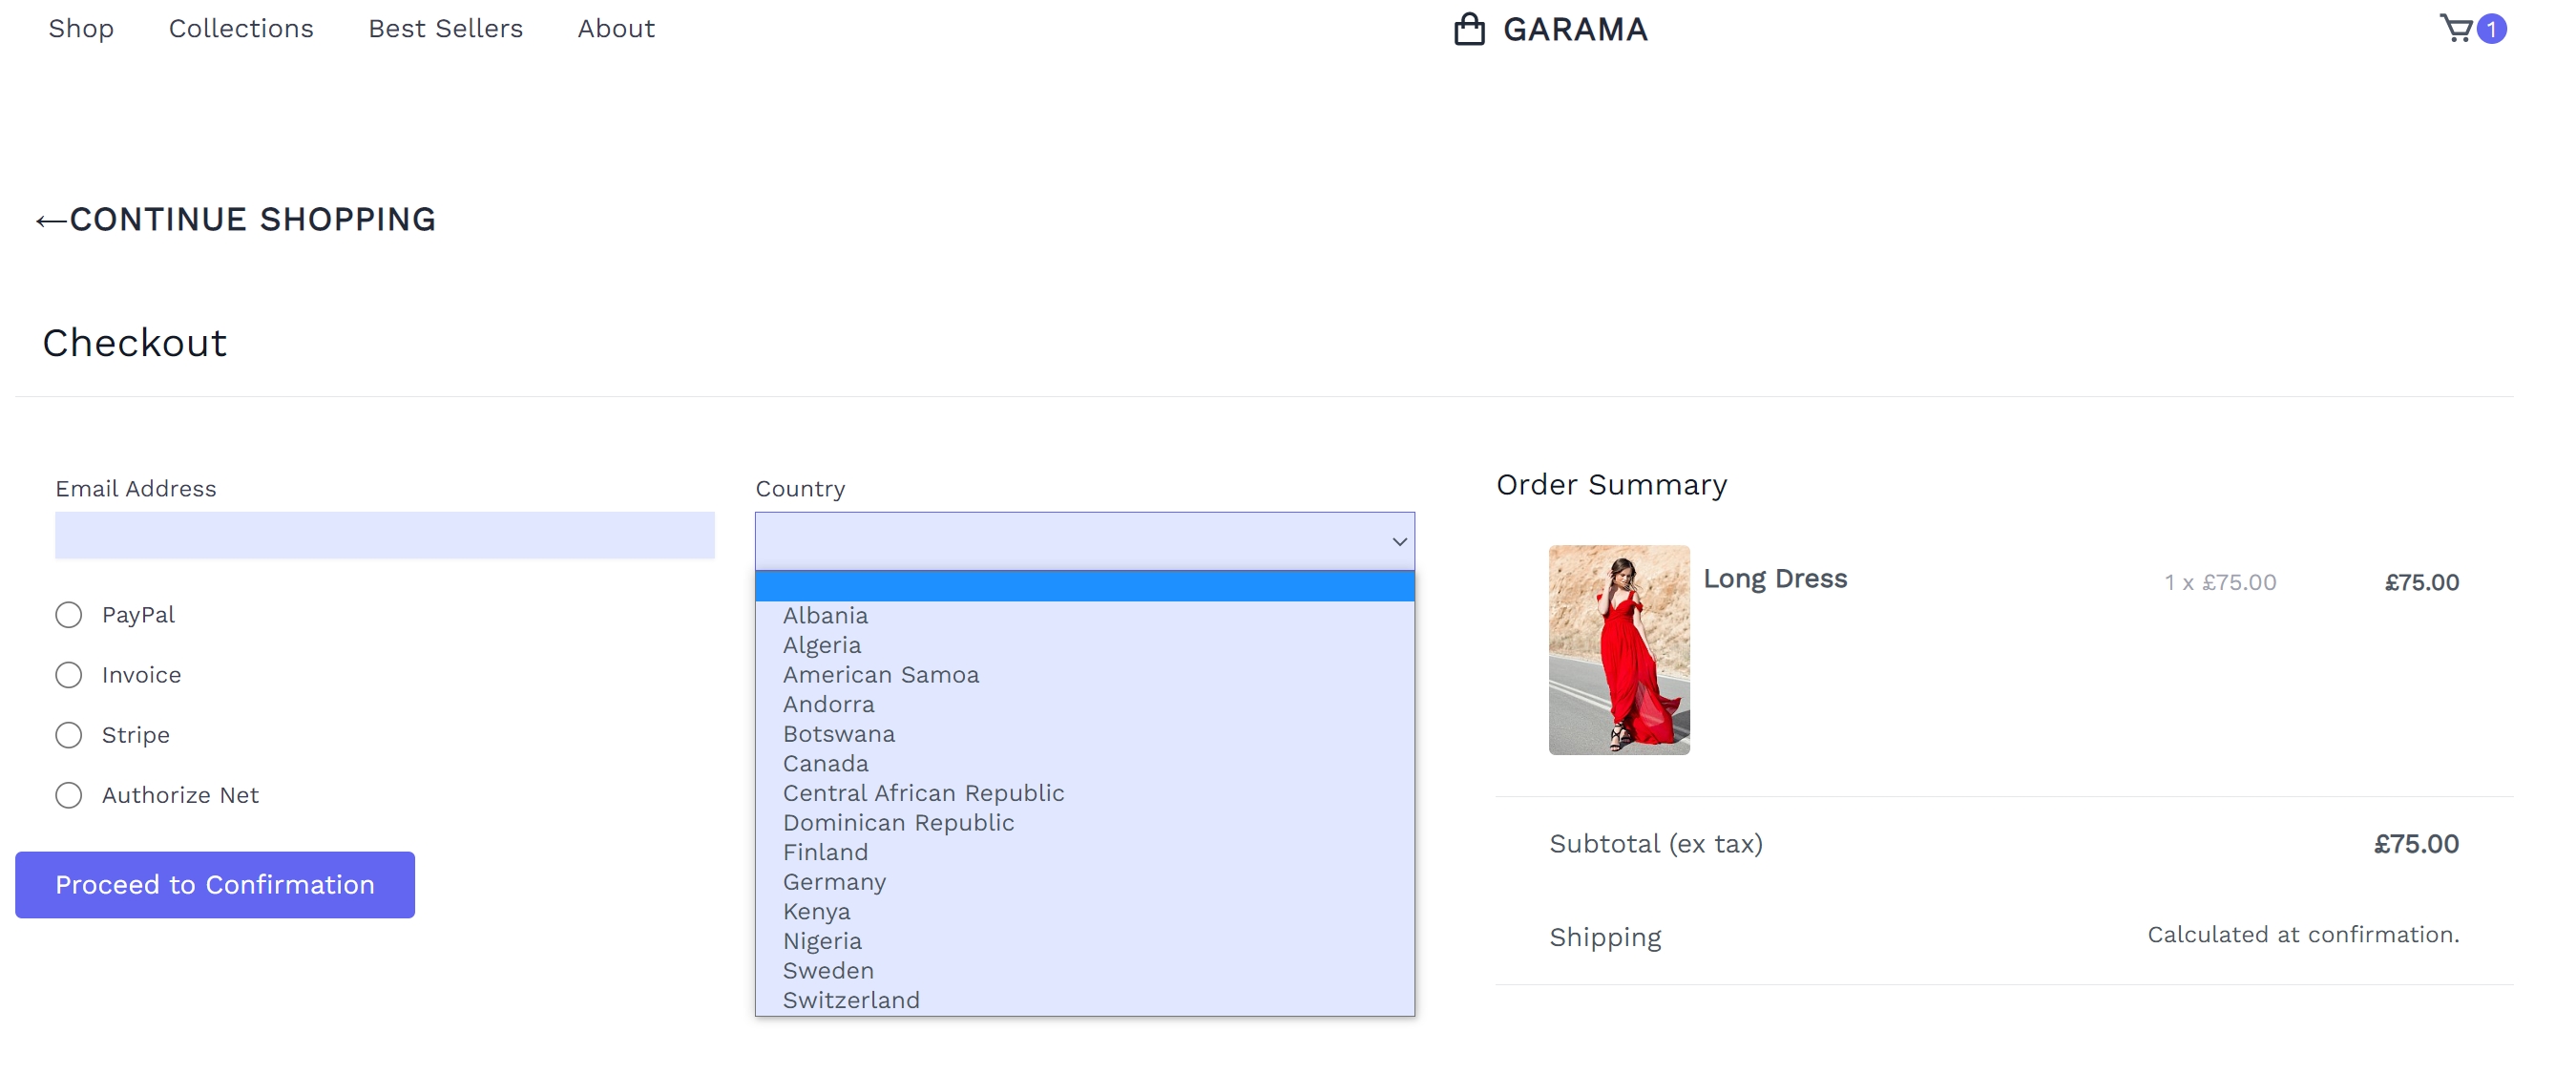 Shop Collections Best Sellers About GARAMA 1
←CONTINUE SHOPPING
Checkout
Email Address
PayPal
Invoice
Stripe
Authorize Net
Proceed to Confirmation
Country
Albania
Algeria
American Samoa
Andorra
Botswana
Canada
Central African Republic
Dominican Republic
Finland
Germany
Kenya
Nigeria
Sweden
Switzerland
Order Summary
Long Dress 1 x £75.00 £75.00
Subtotal (ex tax) £75.00
Shipping Calculated at confirmation.